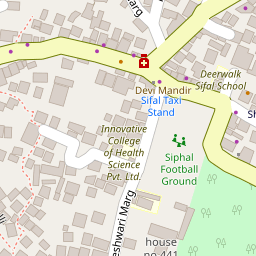 Marg
Devi Mandir
Sifal Taxi
Stand
Deerwalk
Sifal School
Innovative
College
of Health
Science
Pvt. Ltd.
Siphal
Football
Ground
Marg
house
no 441